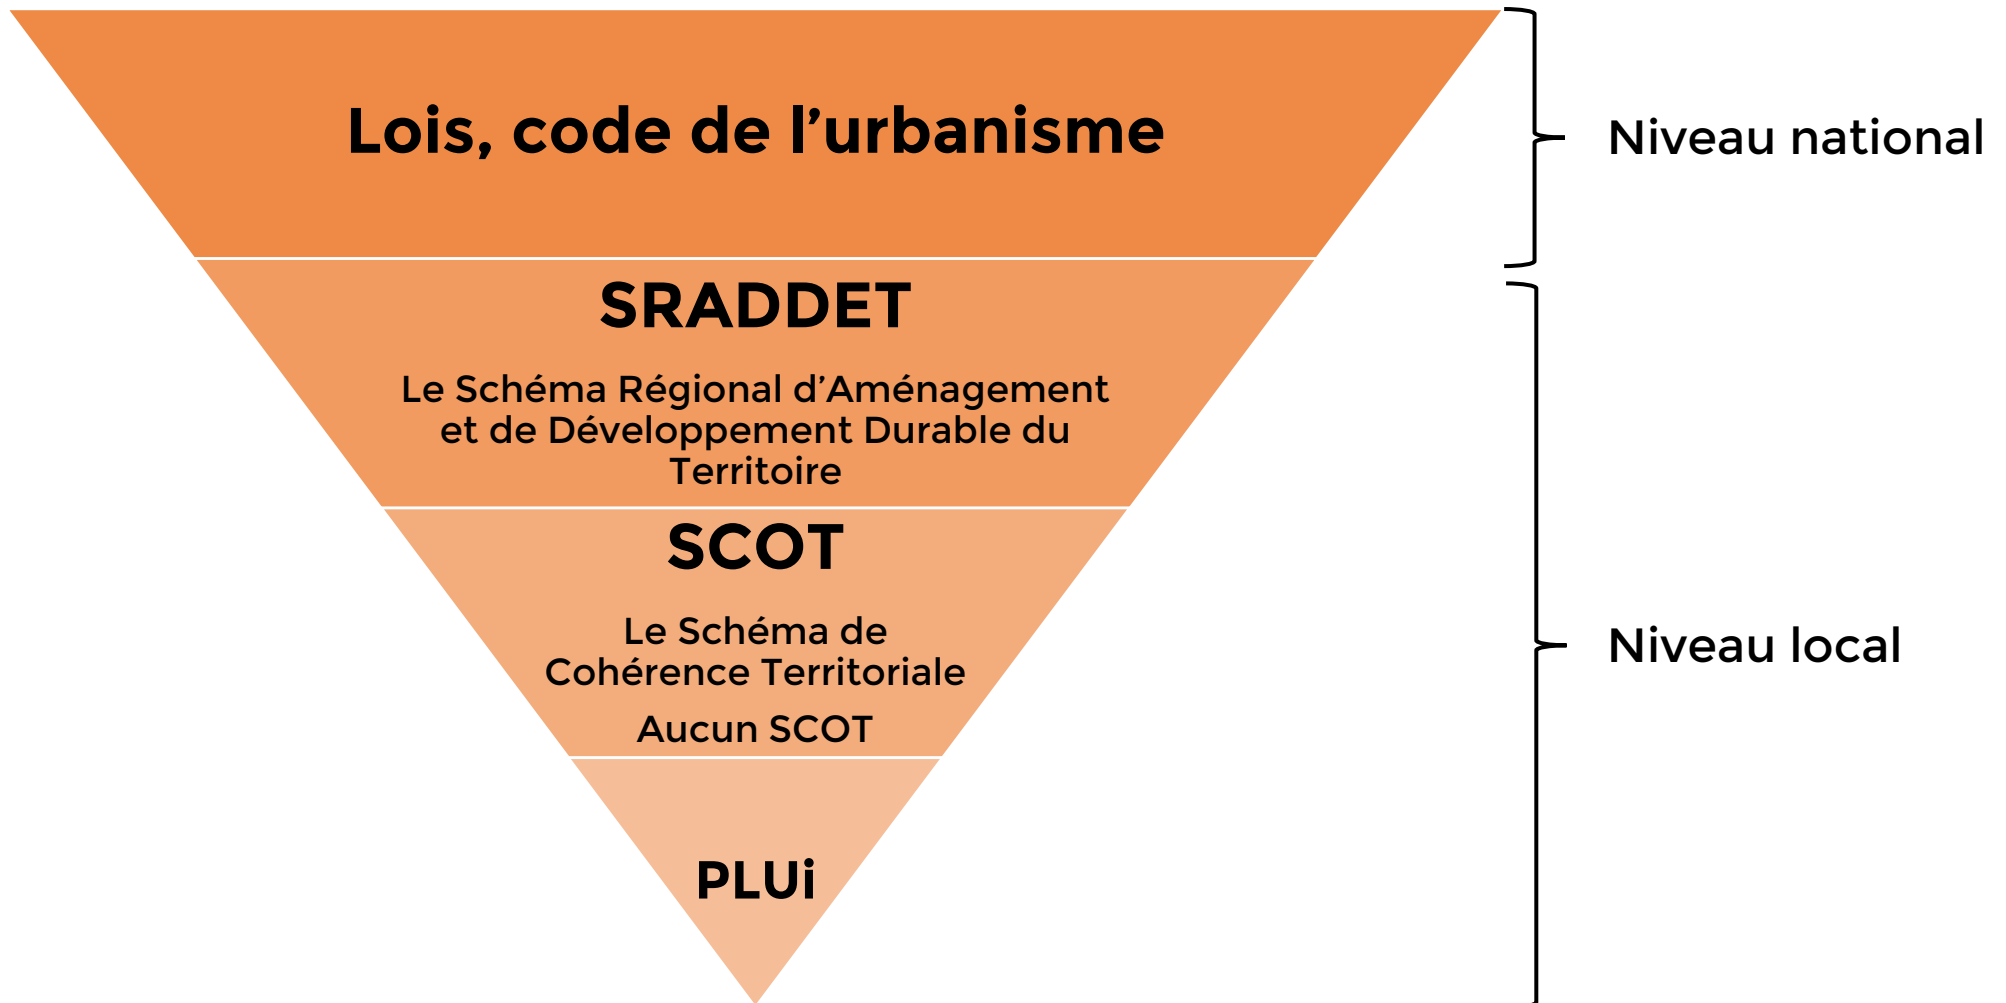 Lois, code de l’urbanisme
Niveau national
SRADDET
Le Schéma Régional d’Aménagement
et de Développement Durable du
Territoire
SCOT
Le Schéma de
Cohérence Territoriale
Aucun SCOT
Niveau local
PLUi